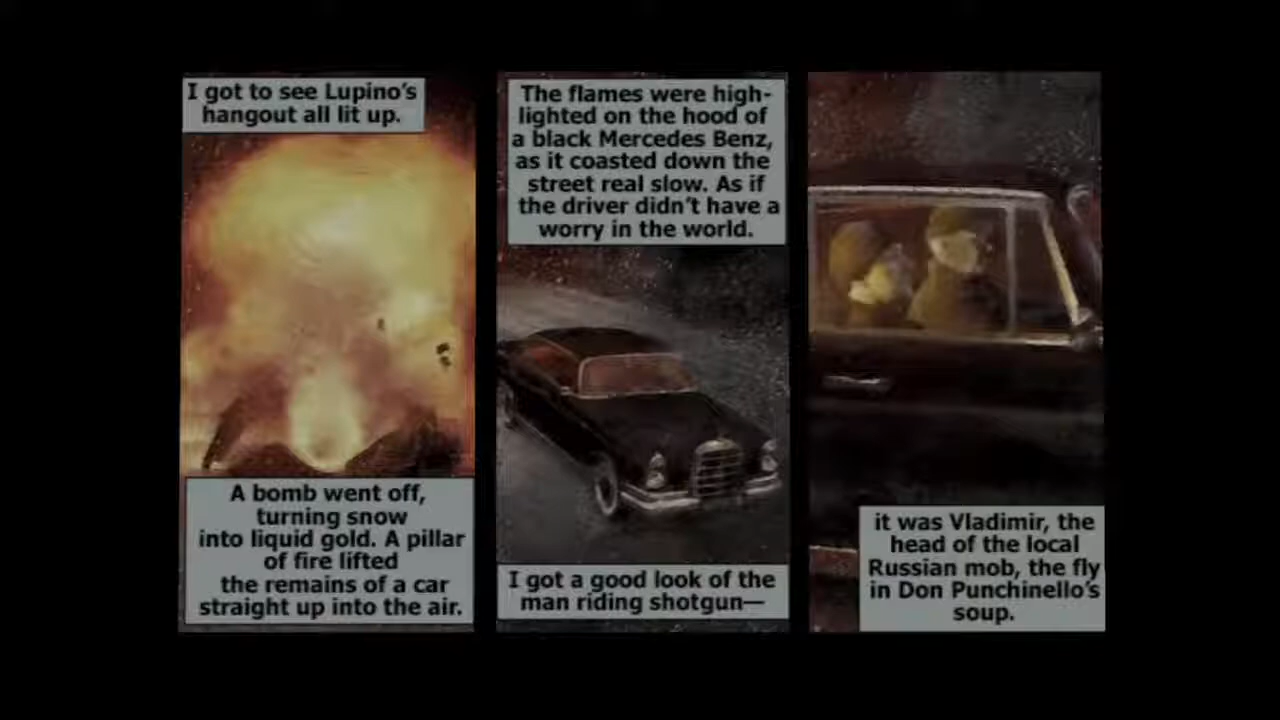 I got to see Lupino's
hangout all lit up.
A bomb went off,
turning snow
into liquid gold. A pillar
of fire lifted
the remains of a car
straight up into the air.
The flames were high-
lighted on the hood of
a black Mercedes Benz,
as it coasted down the
street real slow. As if
the driver didn't have a
worry in the world.
I got a good look of the
man riding shotgun—
it was Vladimir, the
head of the local
Russian mob, the fly
in Don Punchinello's
soup.